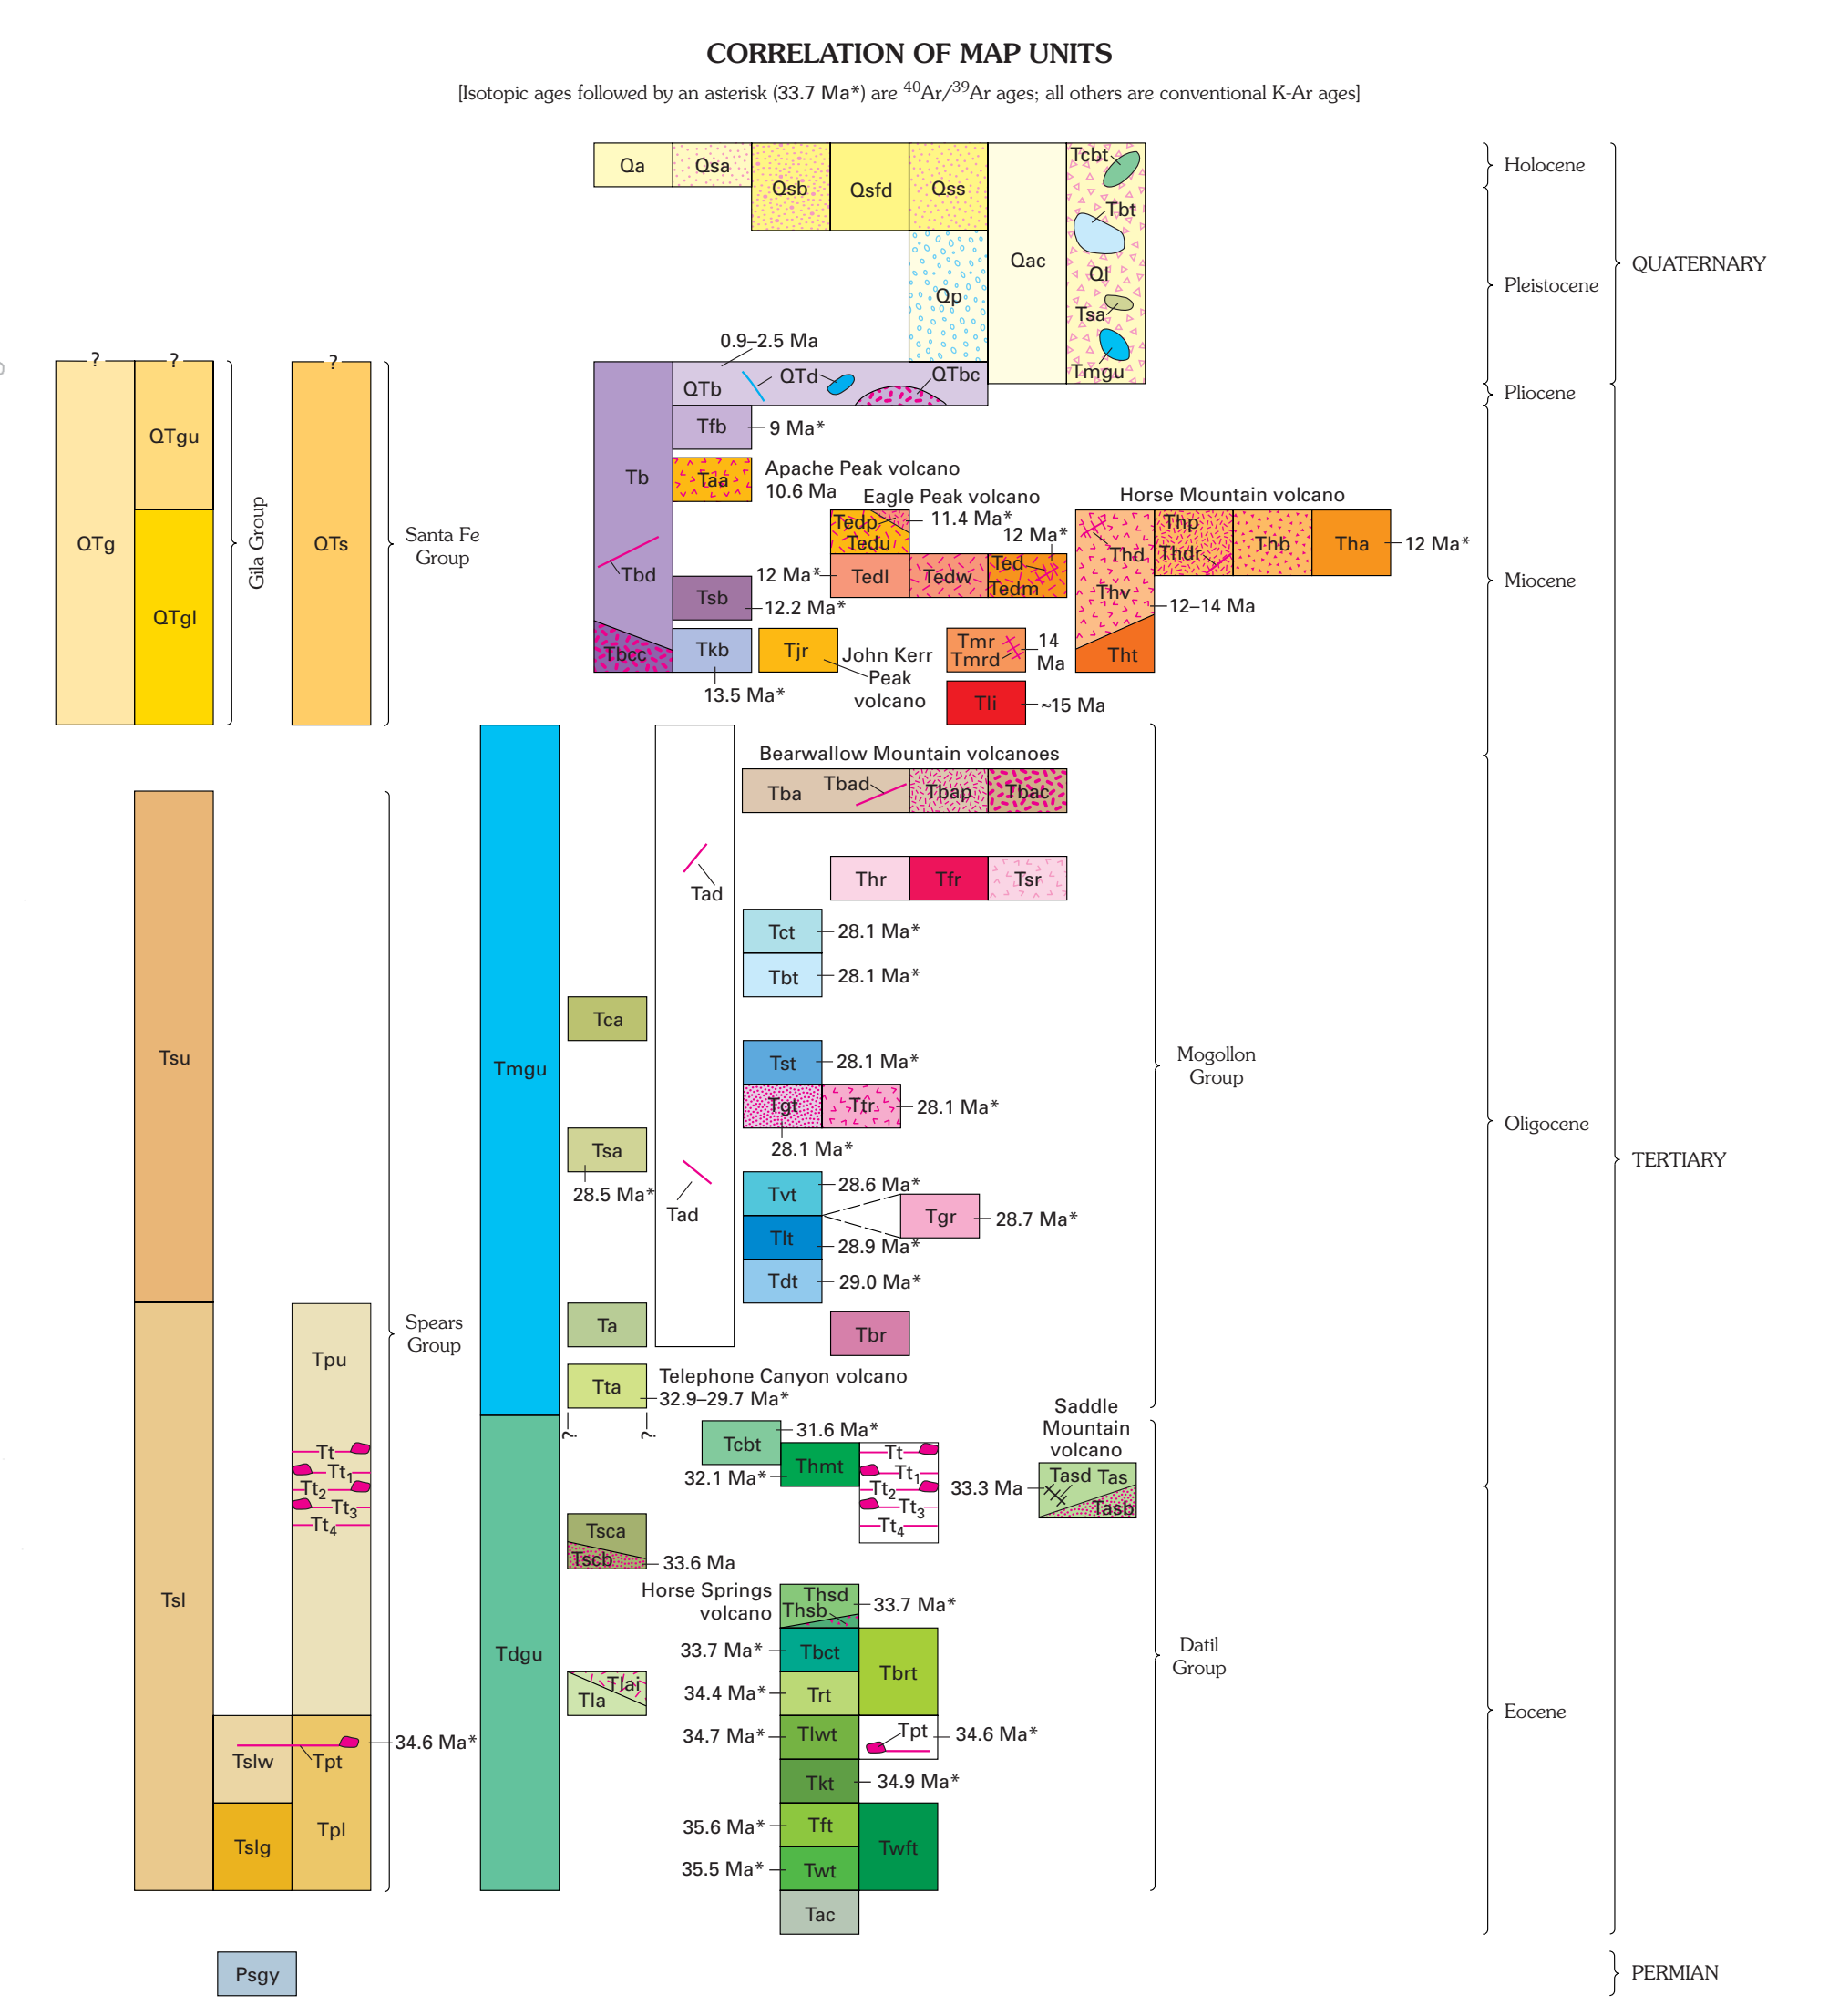 CORRELATION OF MAP UNITS
[Isotopic ages followed by an asterisk (33.7 Ma*) are 40Ar/39Ar ages; all others are conventional K-Ar ages]
Qa
Qsa
Qsb
Qsfd
Qss
Qp
Qac
Tcbt
Tbt
Ql
Tsa
Tmgu
Holocene
Pleistocene
QUATERNARY
Pliocene
?
?
?
QTg
QTgu
QTgl
Gila Group
QTs
Santa Fe
Group
0.9–2.5 Ma
QTb
QTd
QTbc
Tb
Tbd
Tbcc
Tfb
9 Ma*
Taa
Apache Peak volcano
10.6 Ma
Eagle Peak volcano
Tedp
Tedu
11.4 Ma*
12 Ma*
12 Ma*
Tedl
Tedw
Ted
Tedm
Tsb
12.2 Ma*
Tkb
13.5 Ma*
Tjr
John Kerr
Peak
volcano
Tmr
Tmrd
14
Ma
Tli
≈15 Ma
Horse Mountain volcano
Thd
Thv
Tht
Thp
Thdr
Thb
Tha
12 Ma*
12–14 Ma
Miocene
Tmgu
Tad
Tad
Bearwallow Mountain volcanoes
Tba
Tbad
Tbap
Tbac
Thr
Tfr
Tsr
Tct
28.1 Ma*
Tbt
28.1 Ma*
Tca
Tst
28.1 Ma*
Tgt
Ttr
28.1 Ma*
28.1 Ma*
Tsa
28.5 Ma*
Tvt
28.6 Ma*
Tgr
28.7 Ma*
Tlt
28.9 Ma*
Tdt
29.0 Ma*
Ta
Tbr
Tta
Telephone Canyon volcano
32.9–29.7 Ma*
?
?
Mogollon
Group
Oligocene
TERTIARY
Tsu
Tsl
Tpu
Tt
Tt1
Tt2
Tt3
Tt4
Tslw
Tpt
34.6 Ma*
Tslg
Tpl
Spears
Group
Tdgu
Tcbt
31.6 Ma*
Thmt
32.1 Ma*
Tt
Tt1
Tt2
Tt3
Tt4
Saddle
Mountain
volcano
33.3 Ma
Tasd
Tas
Tasb
Tsca
Tscb
33.6 Ma
Horse Springs
volcano
Thsd
Thsb
33.7 Ma*
33.7 Ma*
Tbct
Tbrt
34.4 Ma*
Trt
Tla
Tlai
34.7 Ma*
Tlwt
Tpt
34.6 Ma*
Tkt
34.9 Ma*
35.6 Ma*
Tft
Twft
35.5 Ma*
Twt
Tac
Datil
Group
Eocene
Psgy
PERMIAN